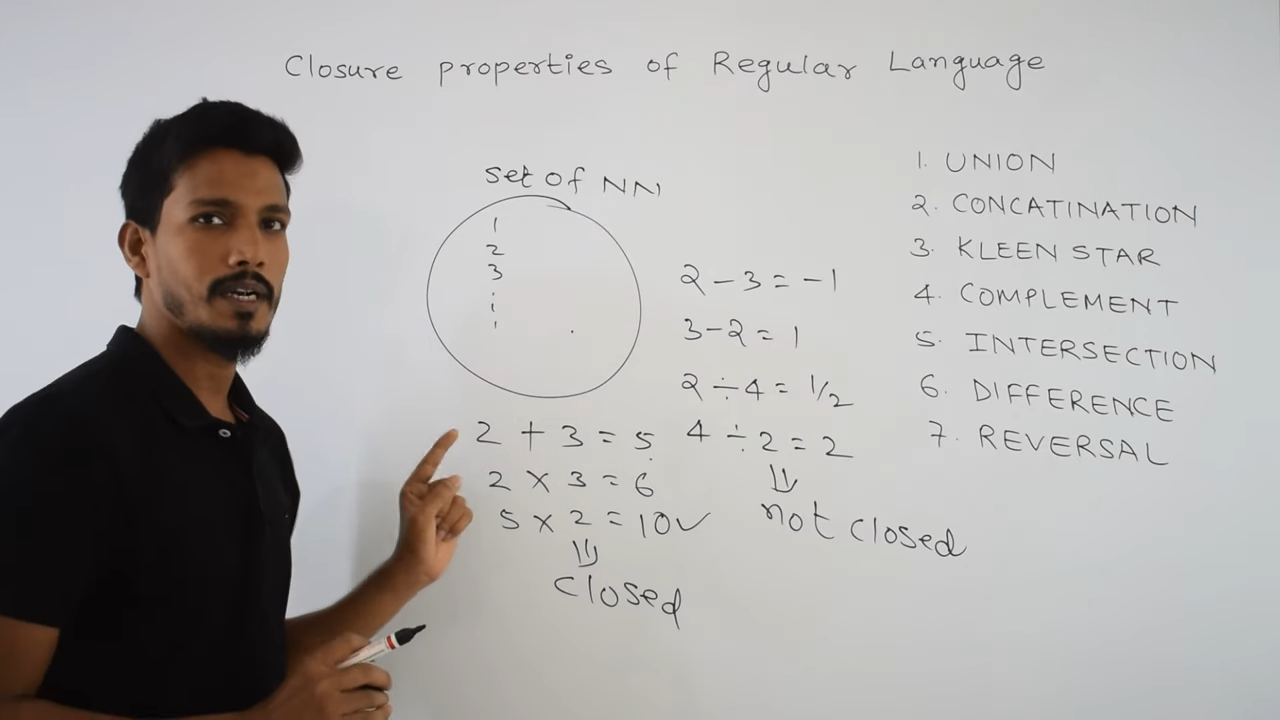 Closure properties of Regular Language
set of NN
1
2
3
2 - 3 = -1
3 - 2 = 1
2 ÷ 4 = 1/2
4 ÷ 2 = 2
not closed
2 + 3 = 5
2 × 3 = 6
5 × 2 = 10✓
closed
1. UNION
2. CONCATINATION
3. KLEEN STAR
4. COMPLEMENT
5. INTERSECTION
6. DIFFERENCE
7. REVERSAL